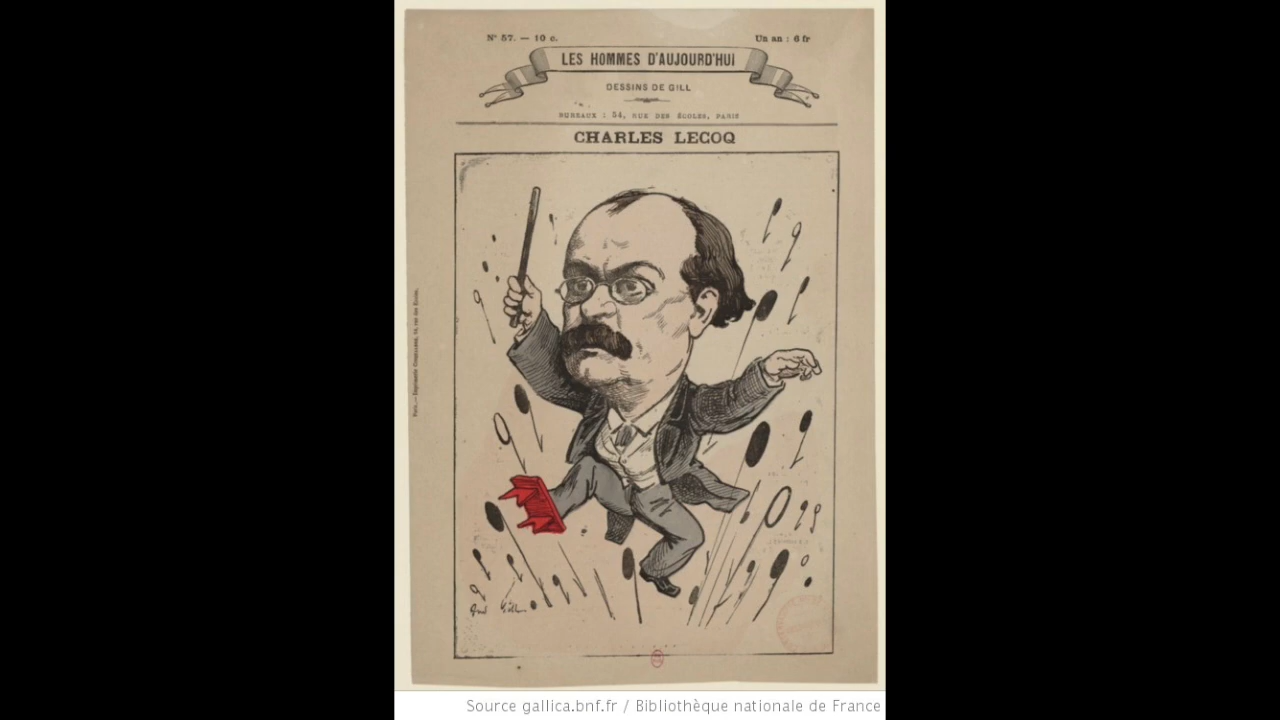 N° 57. — 10 c.
Un an : 6 fr
LES HOMMES D'AUJOURD'HUI
DESSINS DE GILL
BUREAUX : 54, RUE DES ÉCOLES, PARIS
CHARLES LECOQ
Source gallica.bnf.fr / Bibliothèque nationale de France